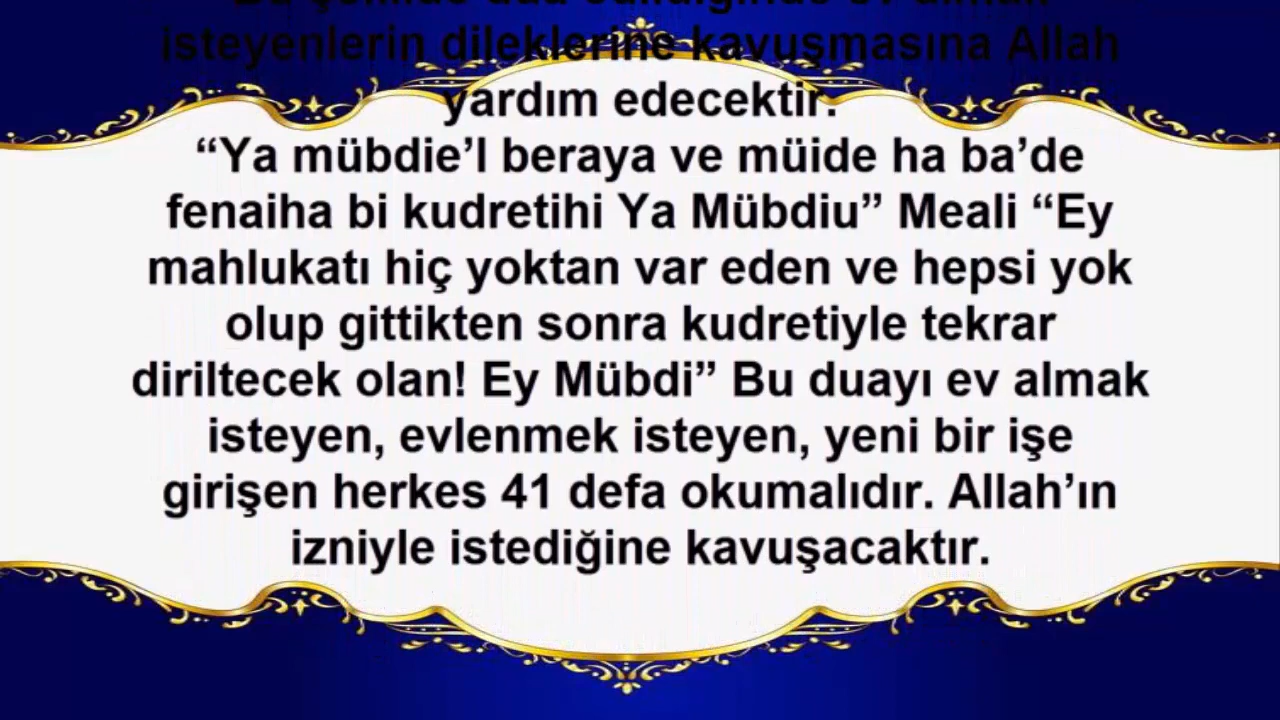 isteyenlerin dileklerine kavuşmasına Allah
yardım edecektir.
“Ya mübdie’l beraya ve müide ha ba’de
fenaiha bi kudretihi Ya Mübdiu” Meali “Ey
mahlukatı hiç yoktan var eden ve hepsi yok
olup gittikten sonra kudretiyle tekrar
diriltecek olan! Ey Mübdi” Bu duayı ev almak
isteyen, evlenmek isteyen, yeni bir işe
girişen herkes 41 defa okumalıdır. Allah’ın
izniyle istediğine kavuşacaktır.